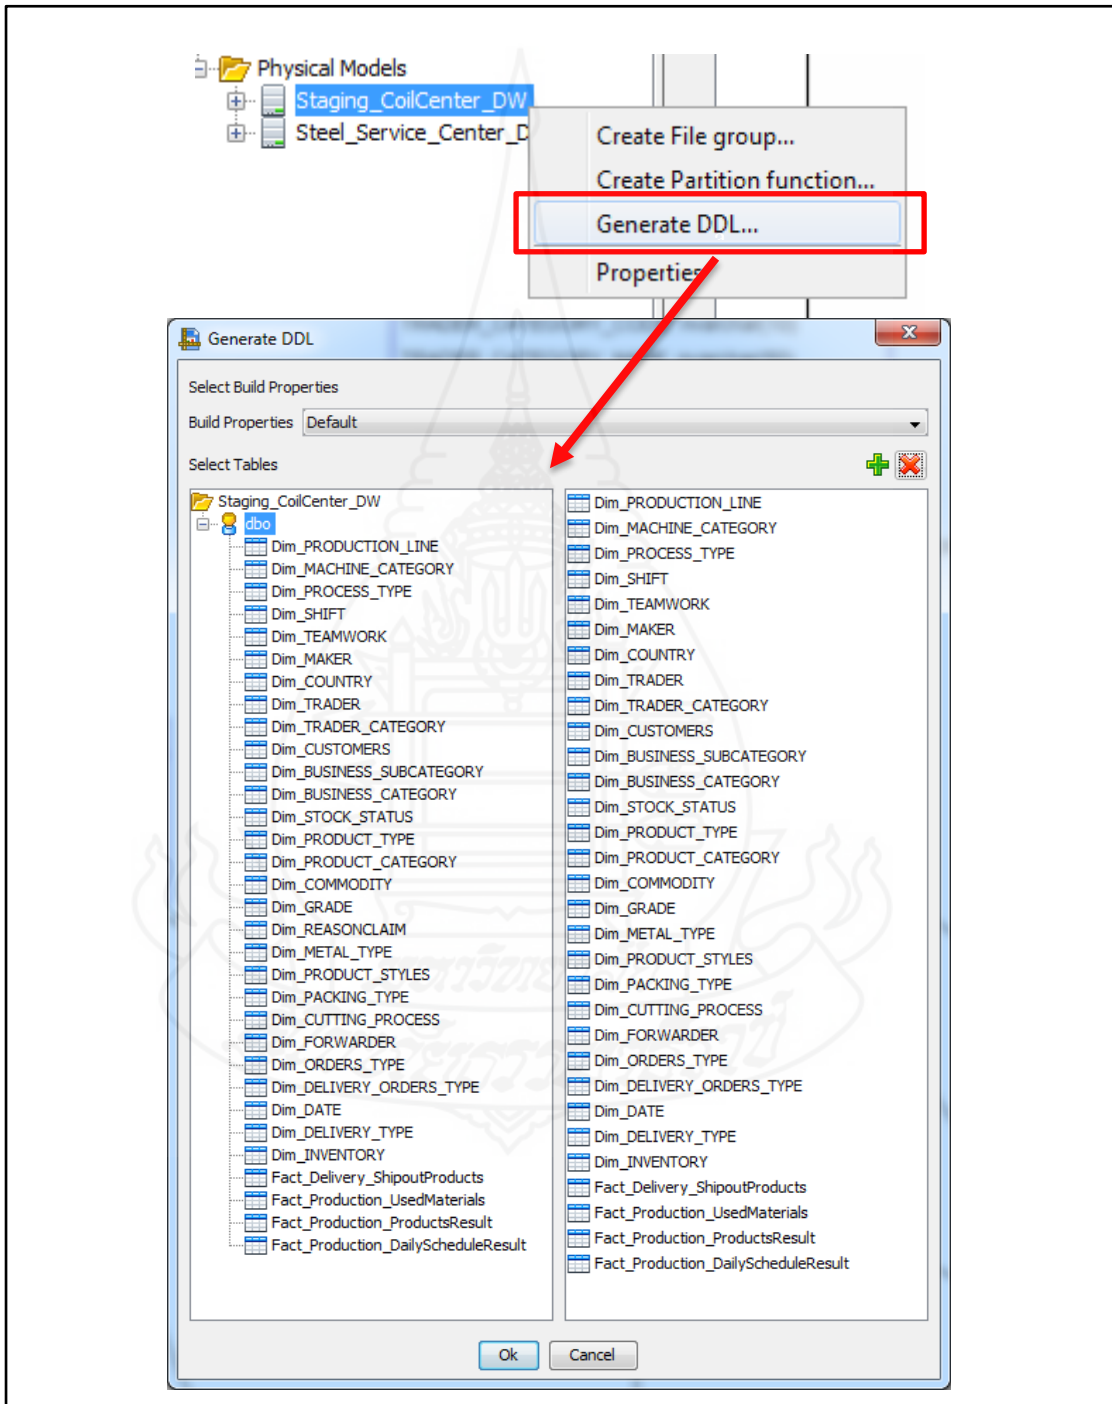 Physical Models
Staging_CoilCenter_DW
Steel_Service_Center_D
Create File group...
Create Partition function...
Generate DDL...
Properties
Generate DDL
Select Build Properties
Build Properties Default
Select Tables
Staging_CoilCenter_DW
dbo
Dim_PRODUCTION_LINE
Dim_MACHINE_CATEGORY
Dim_PROCESS_TYPE
Dim_SHIFT
Dim_TEAMWORK
Dim_MAKER
Dim_COUNTRY
Dim_TRADER
Dim_TRADER_CATEGORY
Dim_CUSTOMERS
Dim_BUSINESS_SUBCATEGORY
Dim_BUSINESS_CATEGORY
Dim_STOCK_STATUS
Dim_PRODUCT_TYPE
Dim_PRODUCT_CATEGORY
Dim_COMMODITY
Dim_GRADE
Dim_REASONCLAIM
Dim_METAL_TYPE
Dim_PRODUCT_STYLES
Dim_PACKING_TYPE
Dim_CUTTING_PROCESS
Dim_FORWARDER
Dim_ORDERS_TYPE
Dim_DELIVERY_ORDERS_TYPE
Dim_DATE
Dim_DELIVERY_TYPE
Dim_INVENTORY
Fact_Delivery_ShipoutProducts
Fact_Production_UsedMaterials
Fact_Production_ProductsResult
Fact_Production_DailyScheduleResult
Dim_PRODUCTION_LINE
Dim_MACHINE_CATEGORY
Dim_PROCESS_TYPE
Dim_SHIFT
Dim_TEAMWORK
Dim_MAKER
Dim_COUNTRY
Dim_TRADER
Dim_TRADER_CATEGORY
Dim_CUSTOMERS
Dim_BUSINESS_SUBCATEGORY
Dim_BUSINESS_CATEGORY
Dim_STOCK_STATUS
Dim_PRODUCT_TYPE
Dim_PRODUCT_CATEGORY
Dim_COMMODITY
Dim_GRADE
Dim_METAL_TYPE
Dim_PRODUCT_STYLES
Dim_PACKING_TYPE
Dim_CUTTING_PROCESS
Dim_FORWARDER
Dim_ORDERS_TYPE
Dim_DELIVERY_ORDERS_TYPE
Dim_DATE
Dim_DELIVERY_TYPE
Dim_INVENTORY
Fact_Delivery_ShipoutProducts
Fact_Production_UsedMaterials
Fact_Production_ProductsResult
Fact_Production_DailyScheduleResult
Ok
Cancel